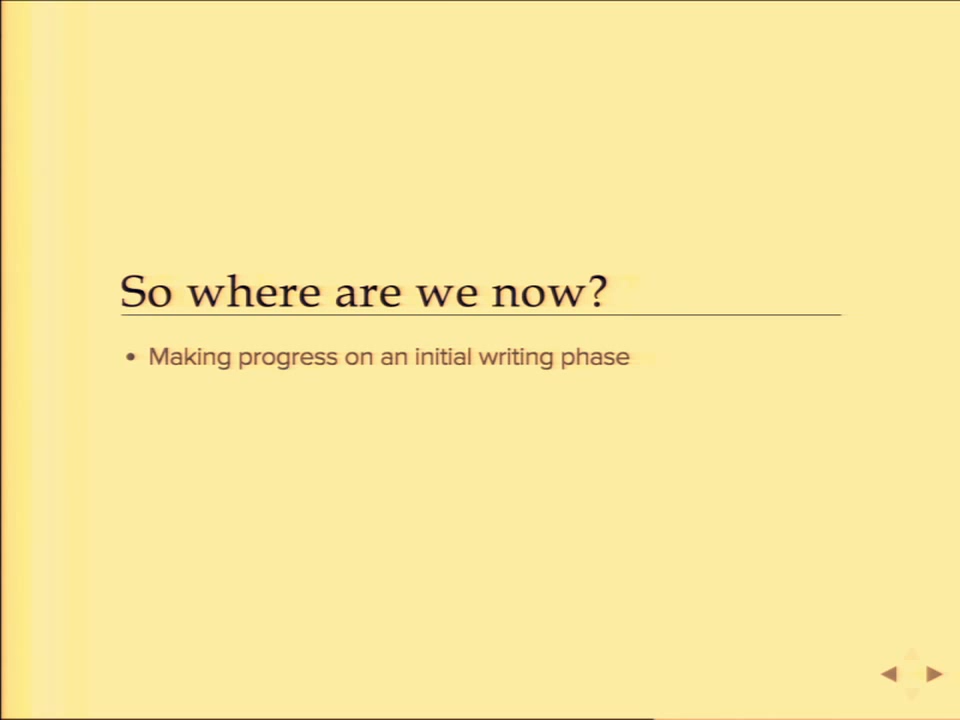 So where are we now?
• Making progress on an initial writing phase